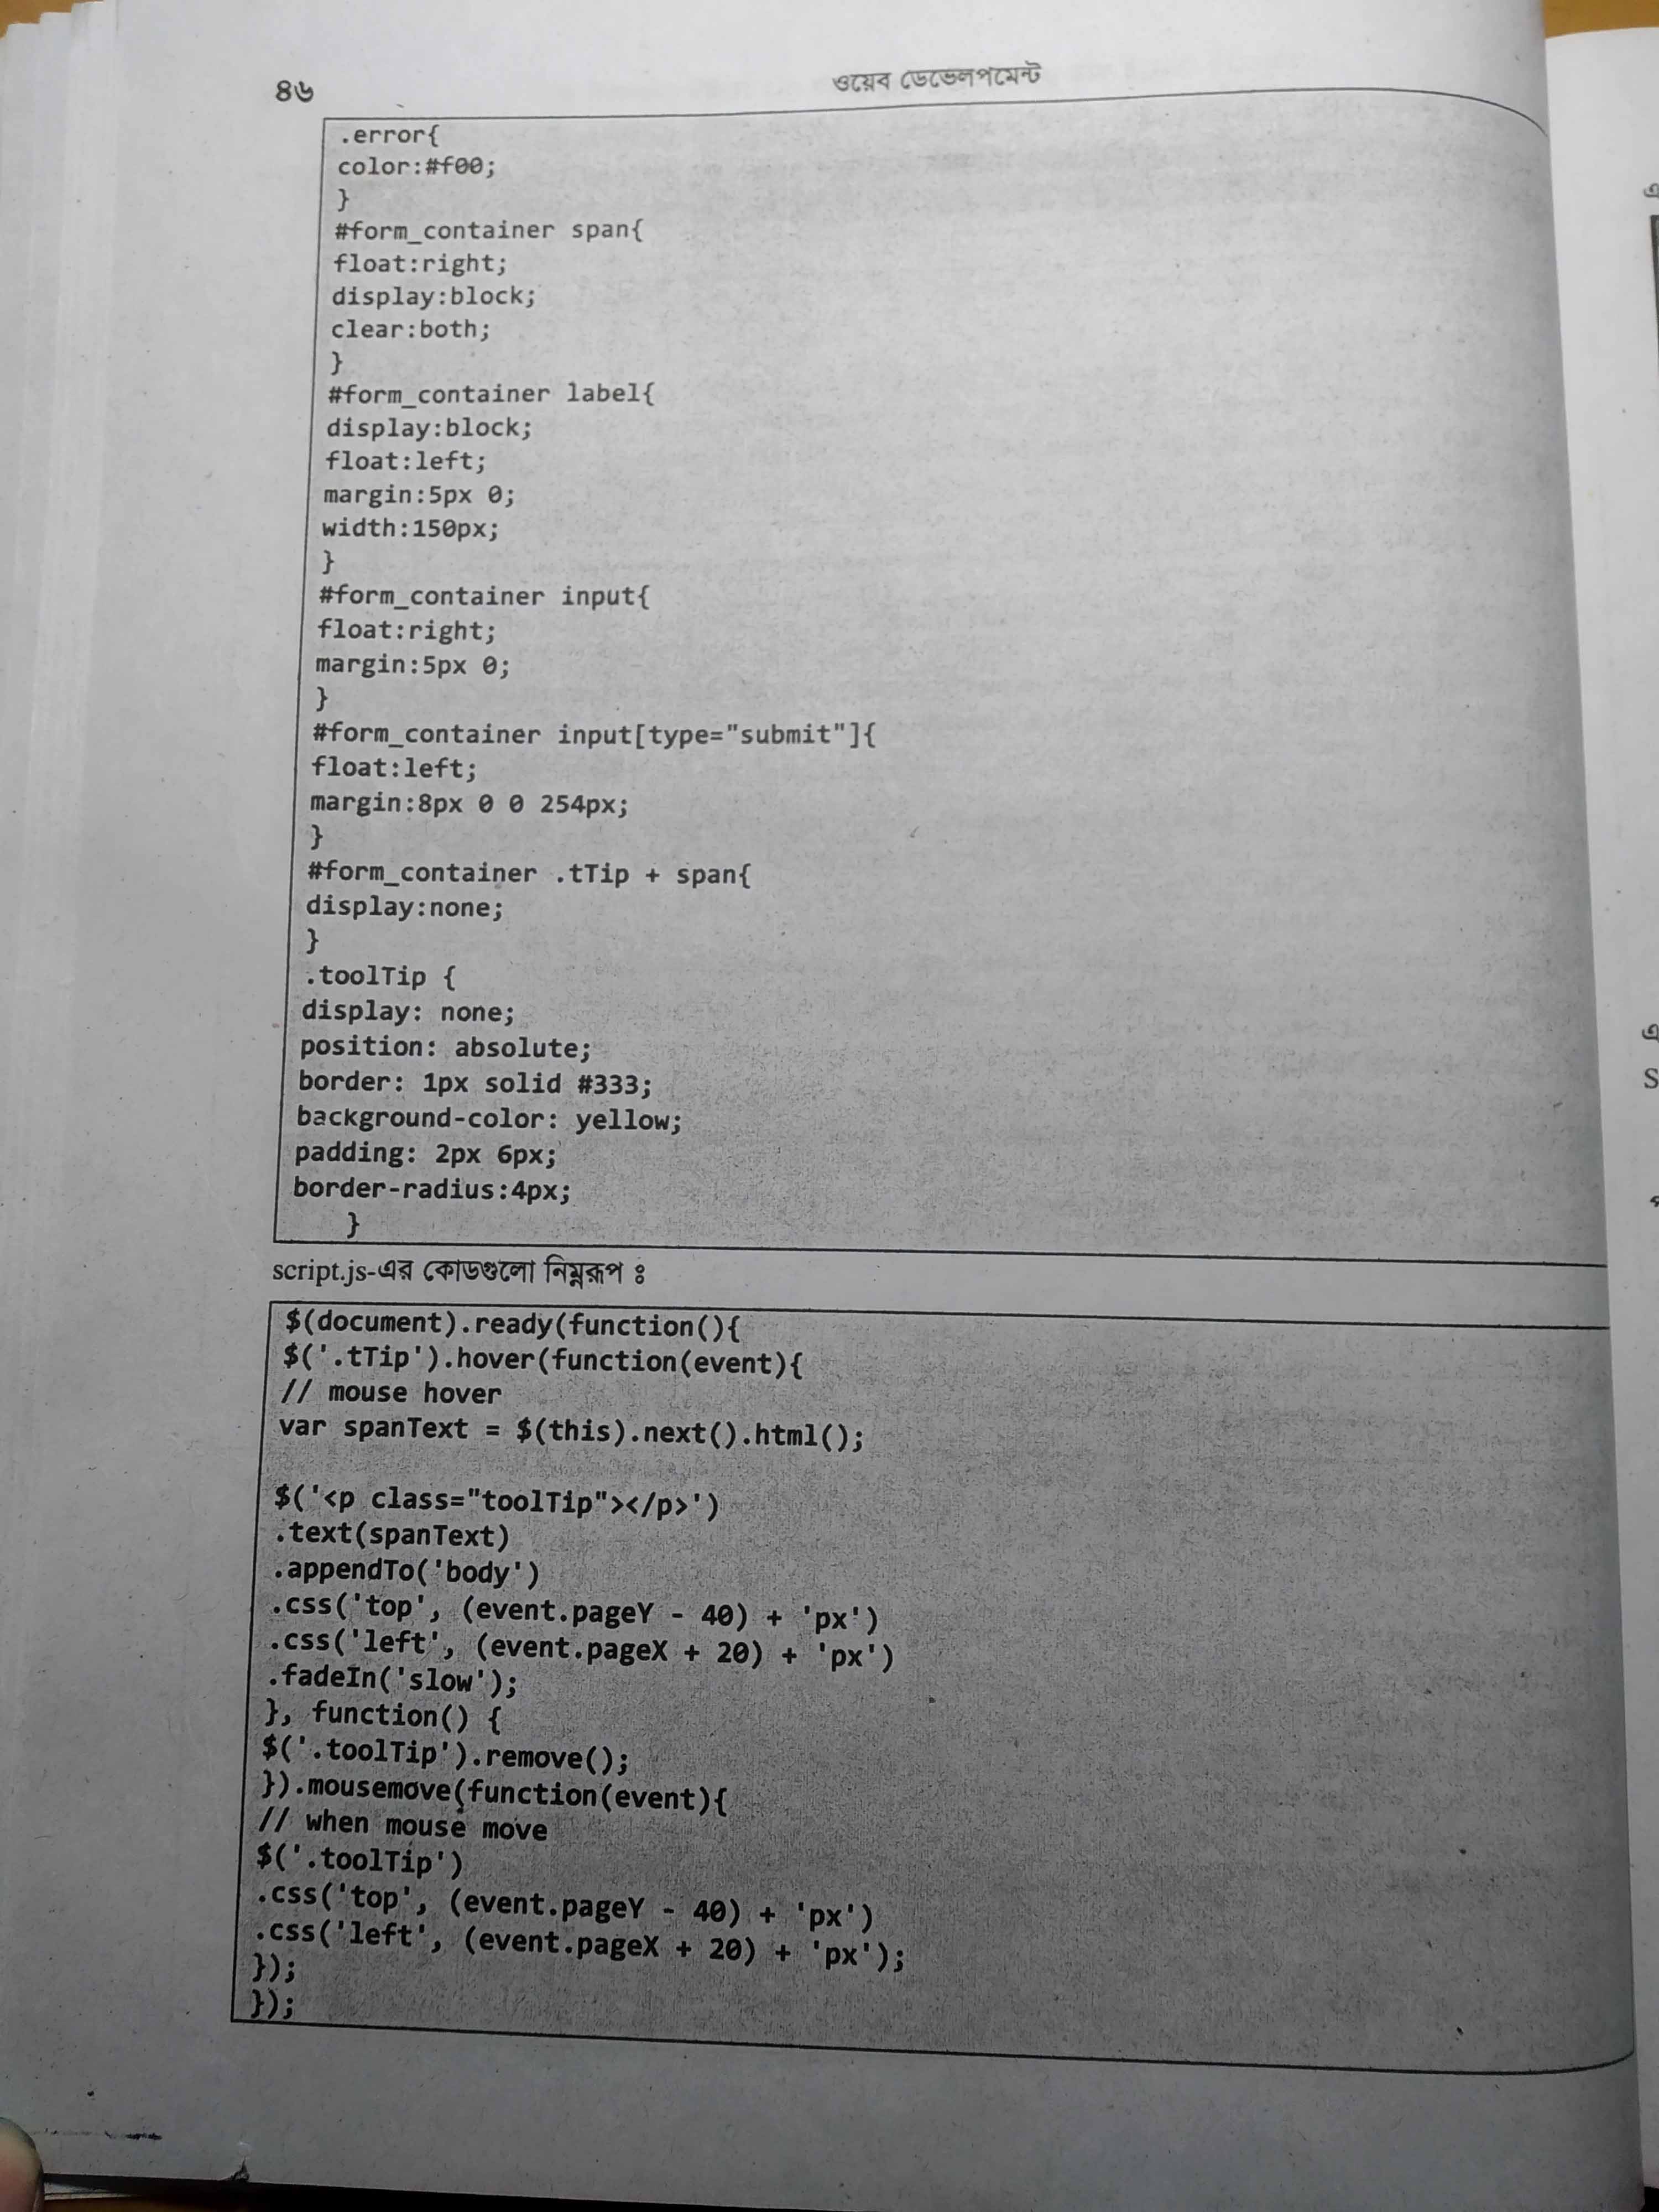 ৪৬
ওয়েব ডেভেলপমেন্ট
.error{
color:#f00;
}
#form_container span{
float:right;
display:block;
clear:both;
}
#form_container label{
display:block;
float:left;
margin:5px 0;
width:150px;
}
#form_container input{
float:right;
margin:5px 0;
}
#form_container input[type="submit"]{
float:left;
margin:8px 0 0 254px;
}
#form_container .tTip + span{
display:none;
}
.toolTip {
display: none;
position: absolute;
border: 1px solid #333;
background-color: yellow;
padding: 2px 6px;
border-radius:4px;
}
script.js-এর কোডগুলো নিম্নরূপ ঃ
$(document).ready(function(){
$('.tTip').hover(function(event){
// mouse hover
var spanText = $(this).next().html();
$('<p class="toolTip"></p>')
.text(spanText)
.appendTo('body')
.css('top', (event.pageY - 40) + 'px')
.css('left', (event.pageX + 20) + 'px')
.fadeIn('slow');
}, function() {
$('.toolTip').remove();
}).mousemove(function(event){
// when mouse move
$('.toolTip')
.css('top', (event.pageY - 40) + 'px')
.css('left', (event.pageX + 20) + 'px');
});
});